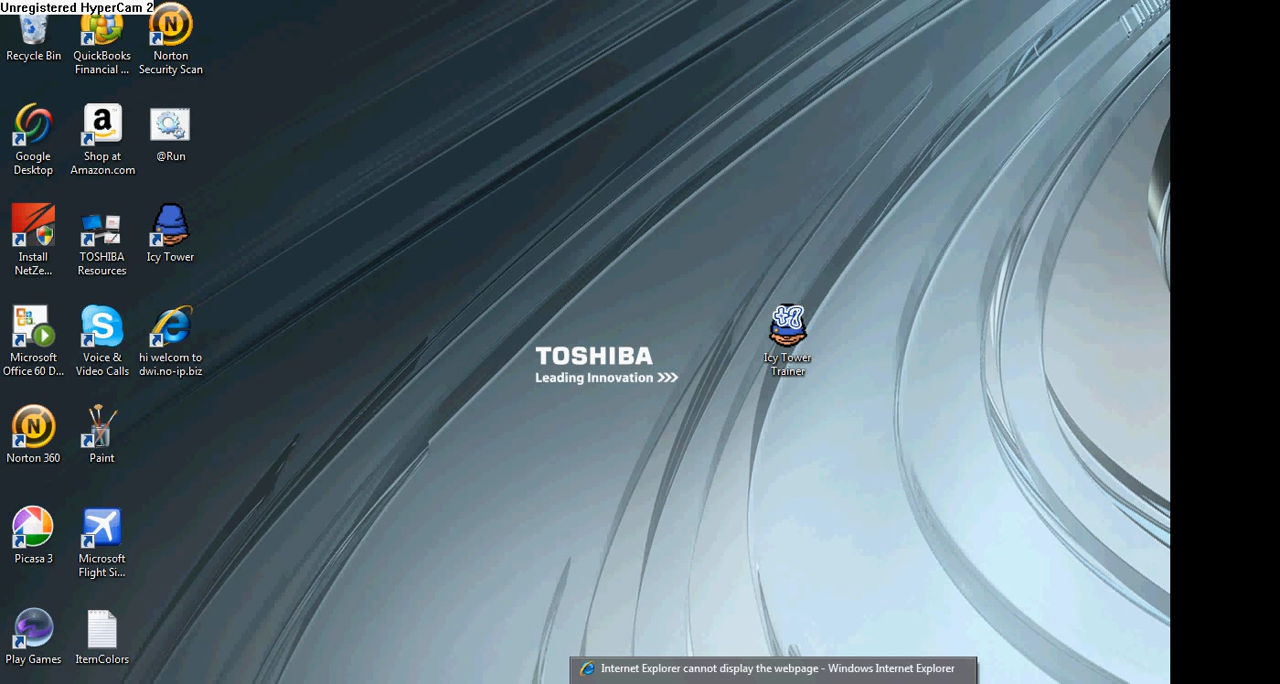 Unregistered HyperCam 2
Recycle Bin
QuickBooks
Financial ...
Norton
Security Scan
Google
Desktop
a
Shop at
Amazon.com
@Run
Install
NetZe...
TOSHIBA
Resources
Icy Tower
Microsoft
Office 60 D...
S
Voice &
Video Calls
hi welcom to
dwi.no-ip.biz
TOSHIBA
Leading Innovation >>>
+8
Icy Tower
Trainer
N
Norton 360
Paint
Picasa 3
Microsoft
Flight Si...
Play Games
ItemColors
Internet Explorer cannot display the webpage - Windows Internet Explorer